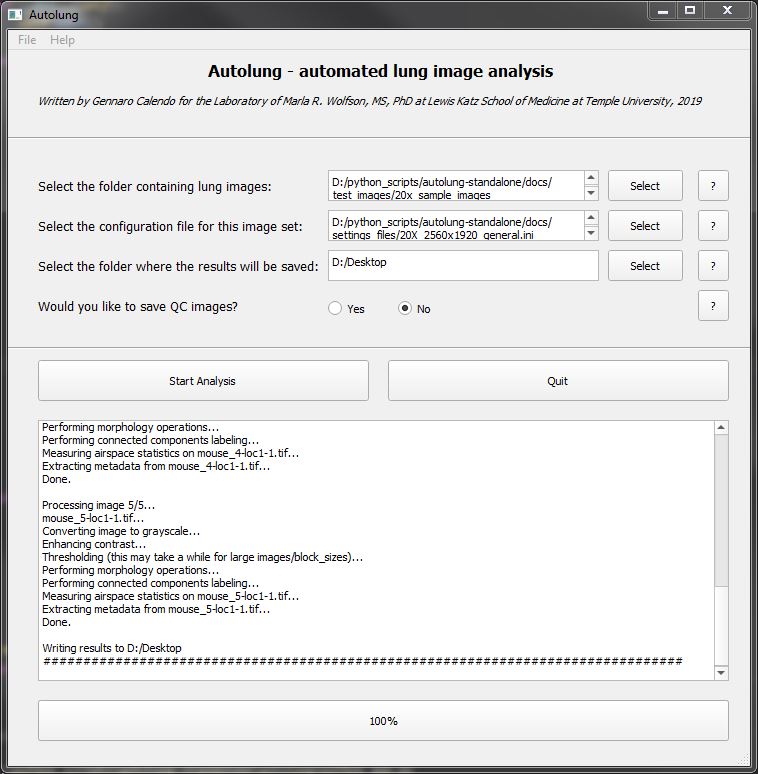 Autolung
File Help
Autolung - automated lung image analysis
Written by Gennaro Calendo for the Laboratory of Marla R. Wolfson, MS, PhD at Lewis Katz School of Medicine at Temple University, 2019
Select the folder containing lung images:
D:/python_scripts/autolung-standalone/docs/
test_images/20x_sample_images
Select
?
Select the configuration file for this image set:
D:/python_scripts/autolung-standalone/docs/
settings_files/20X_2560x1920_general.ini
Select
?
Select the folder where the results will be saved:
D:/Desktop
Select
?
Would you like to save QC images?
Yes
No
?
Start Analysis
Quit
Performing morphology operations...
Performing connected components labeling...
Measuring airspace statistics on mouse_4-loc1-1.tif...
Extracting metadata from mouse_4-loc1-1.tif...
Done.
Processing image 5/5...
mouse_5-loc1-1.tif...
Converting image to grayscale...
Enhancing contrast...
Thresholding (this may take a while for large images/block_sizes)...
Performing morphology operations...
Performing connected components labeling...
Measuring airspace statistics on mouse_5-loc1-1.tif...
Extracting metadata from mouse_5-loc1-1.tif...
Done.
Writing results to D:/Desktop
################################################################################
100%